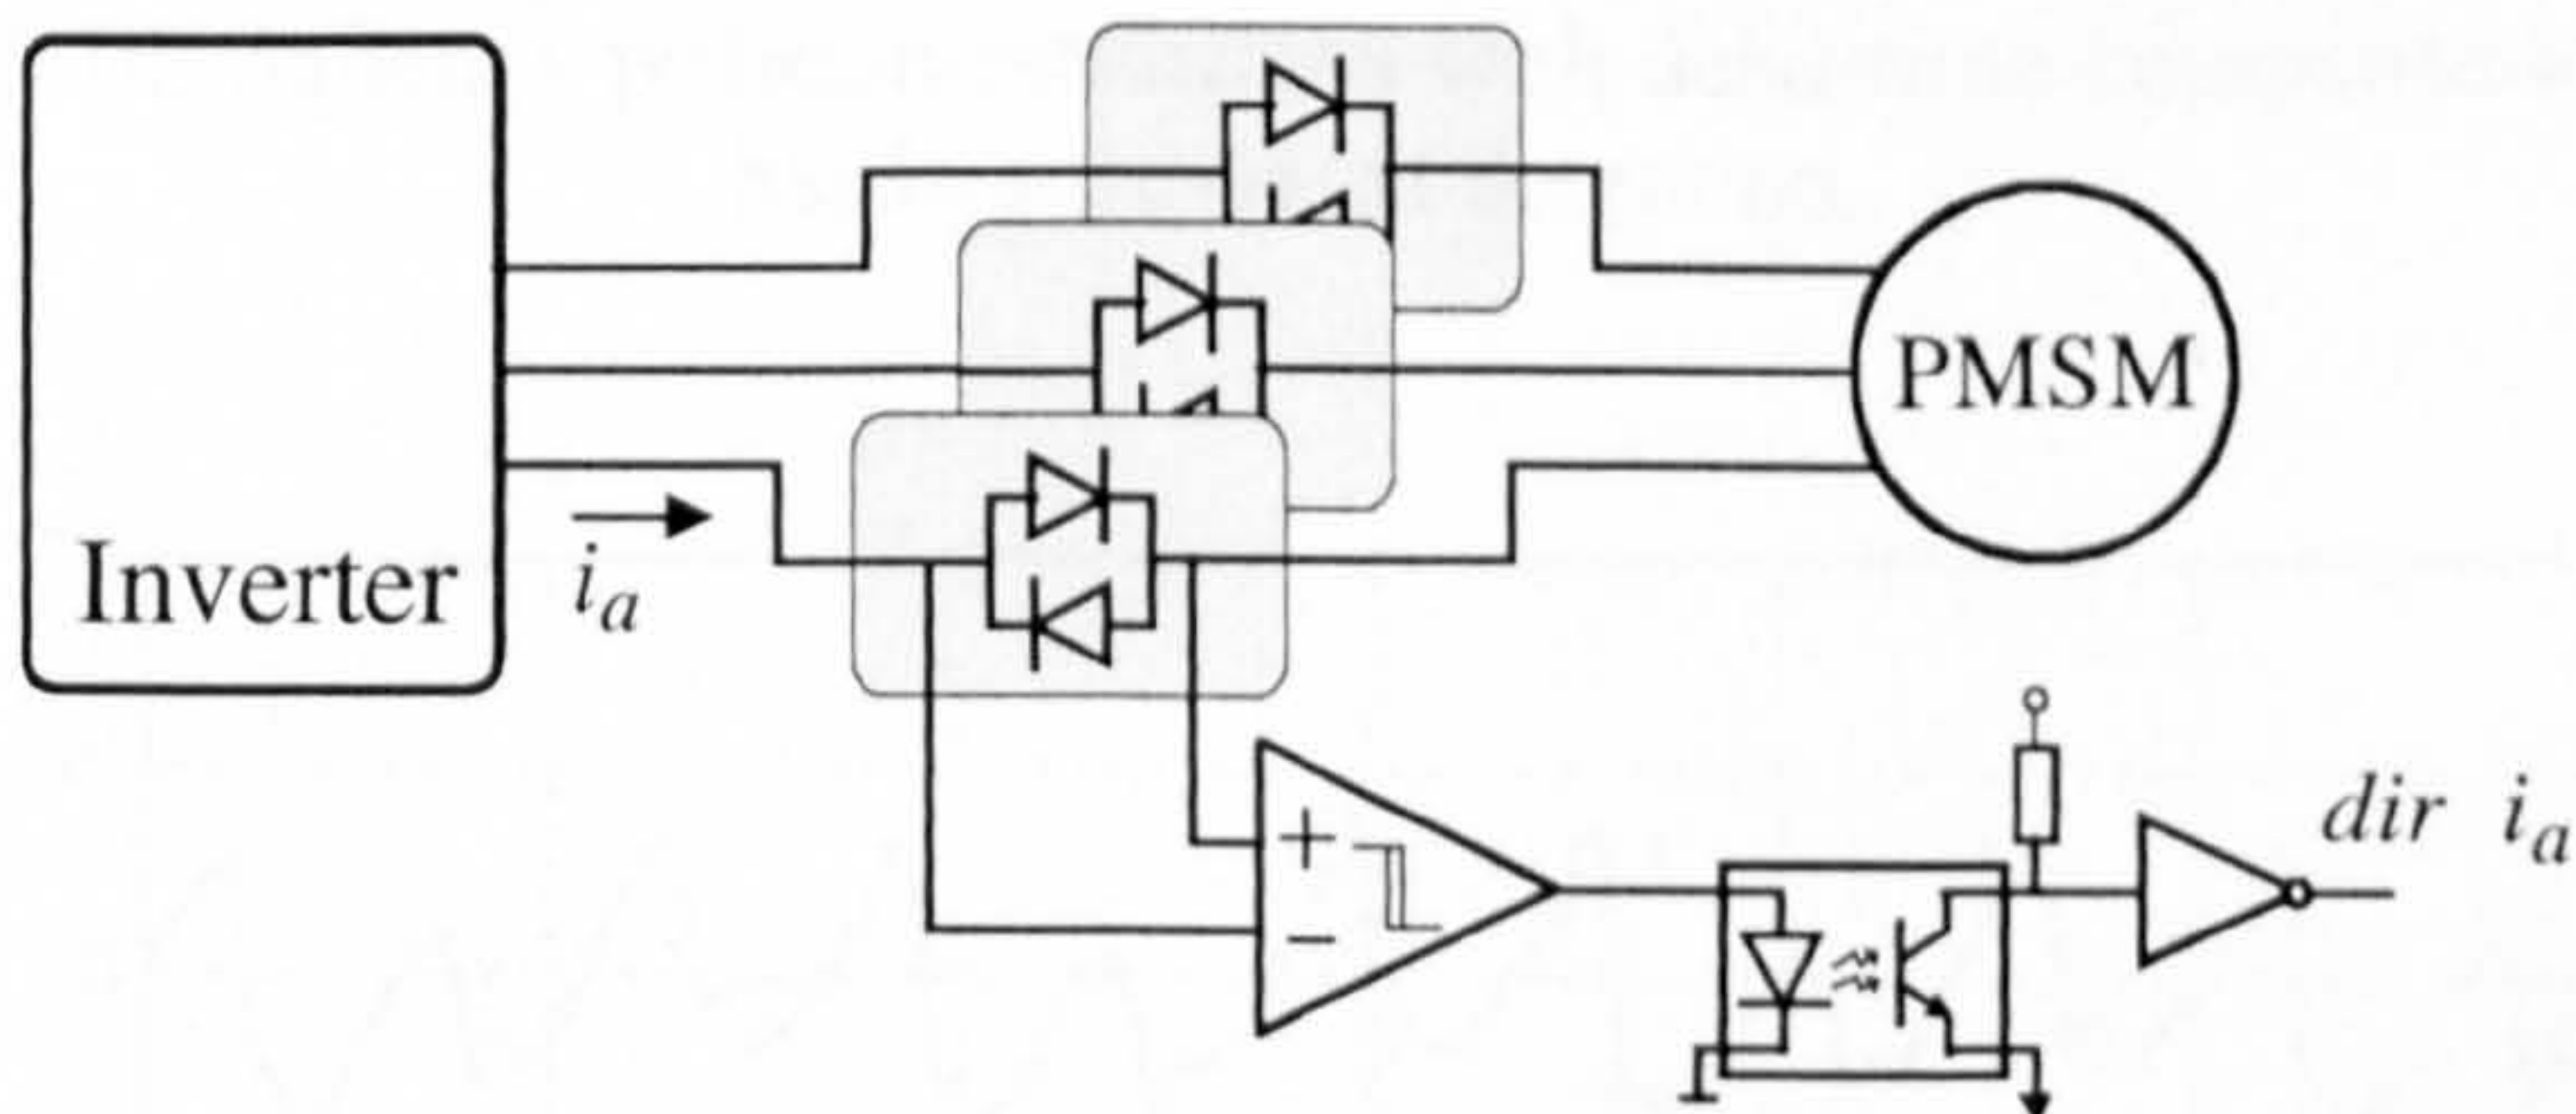 Inverter
i_a
PMSM
+
−
dir i_a